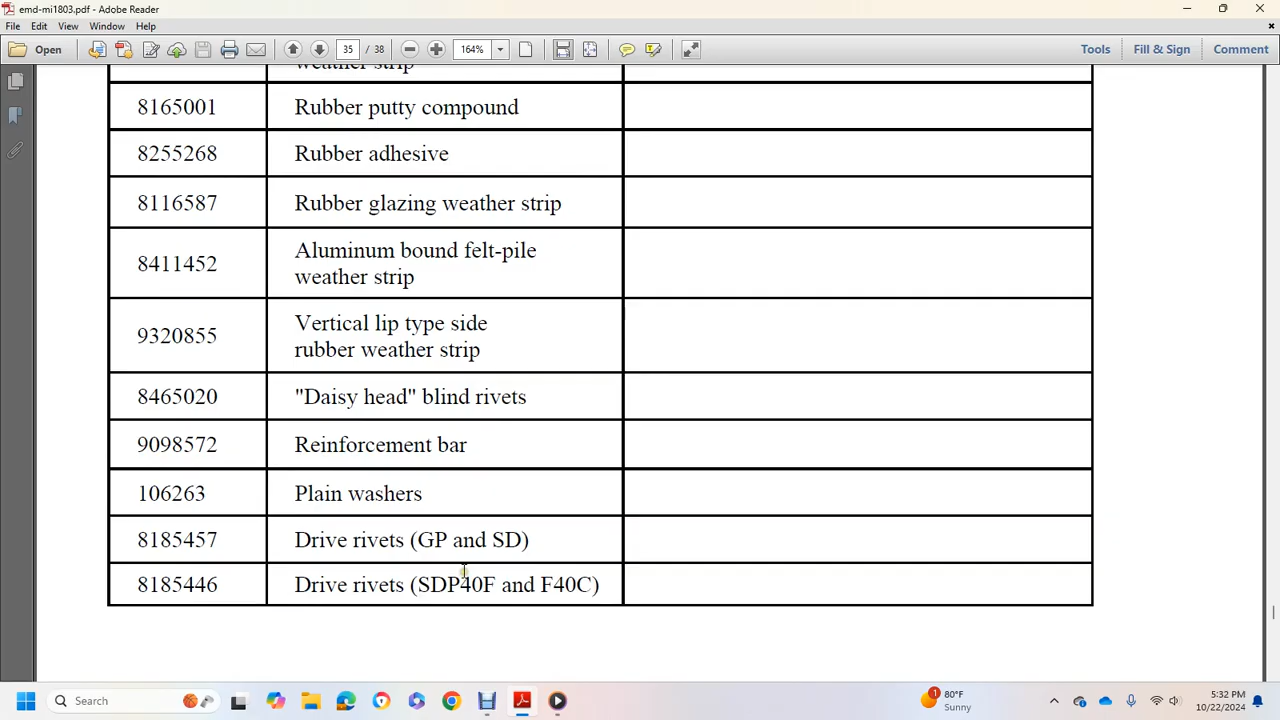 emd-mi1803.pdf - Adobe Reader
File Edit View Window Help
Open 35 / 38 164% Tools Fill & Sign Comment
weather strip
8165001 Rubber putty compound
8255268 Rubber adhesive
8116587 Rubber glazing weather strip
8411452 Aluminum bound felt-pile
weather strip
9320855 Vertical lip type side
rubber weather strip
8465020 "Daisy head" blind rivets
9098572 Reinforcement bar
106263 Plain washers
8185457 Drive rivets (GP and SD)
8185446 Drive rivets (SDP40F and F40C)
Search
1
80°F
Sunny
5:32 PM
10/22/2024